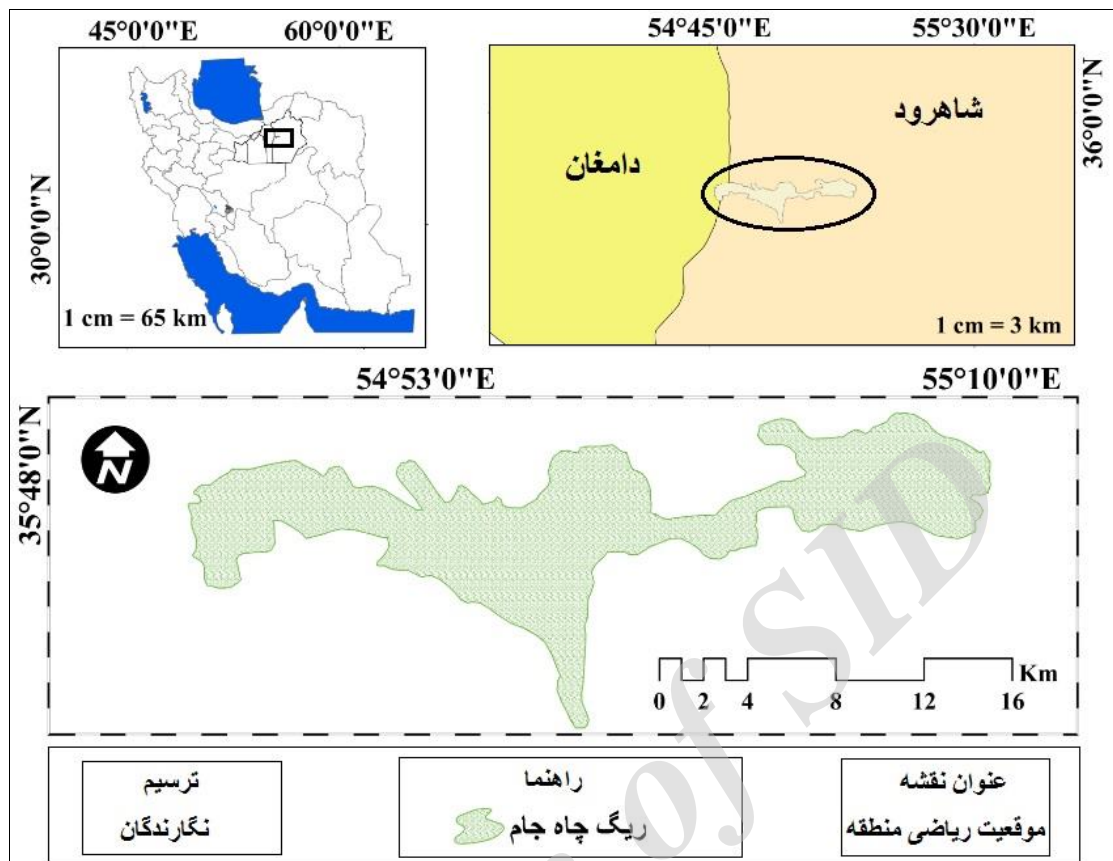 45°0'0"E
60°0'0"E
30°0'0"N
1 cm = 65 km
54°45'0"E
55°30'0"E
36°0'0"N
شاهرود
دامغان
1 cm = 3 km
54°53'0"E
55°10'0"E
35°48'0"N
N
Km
0 2 4 8 12 16
عنوان نقشه
موقعیت ریاضی منطقه
راهنما
ریگ چاه جام
ترسیم
نگارندگان
of SID